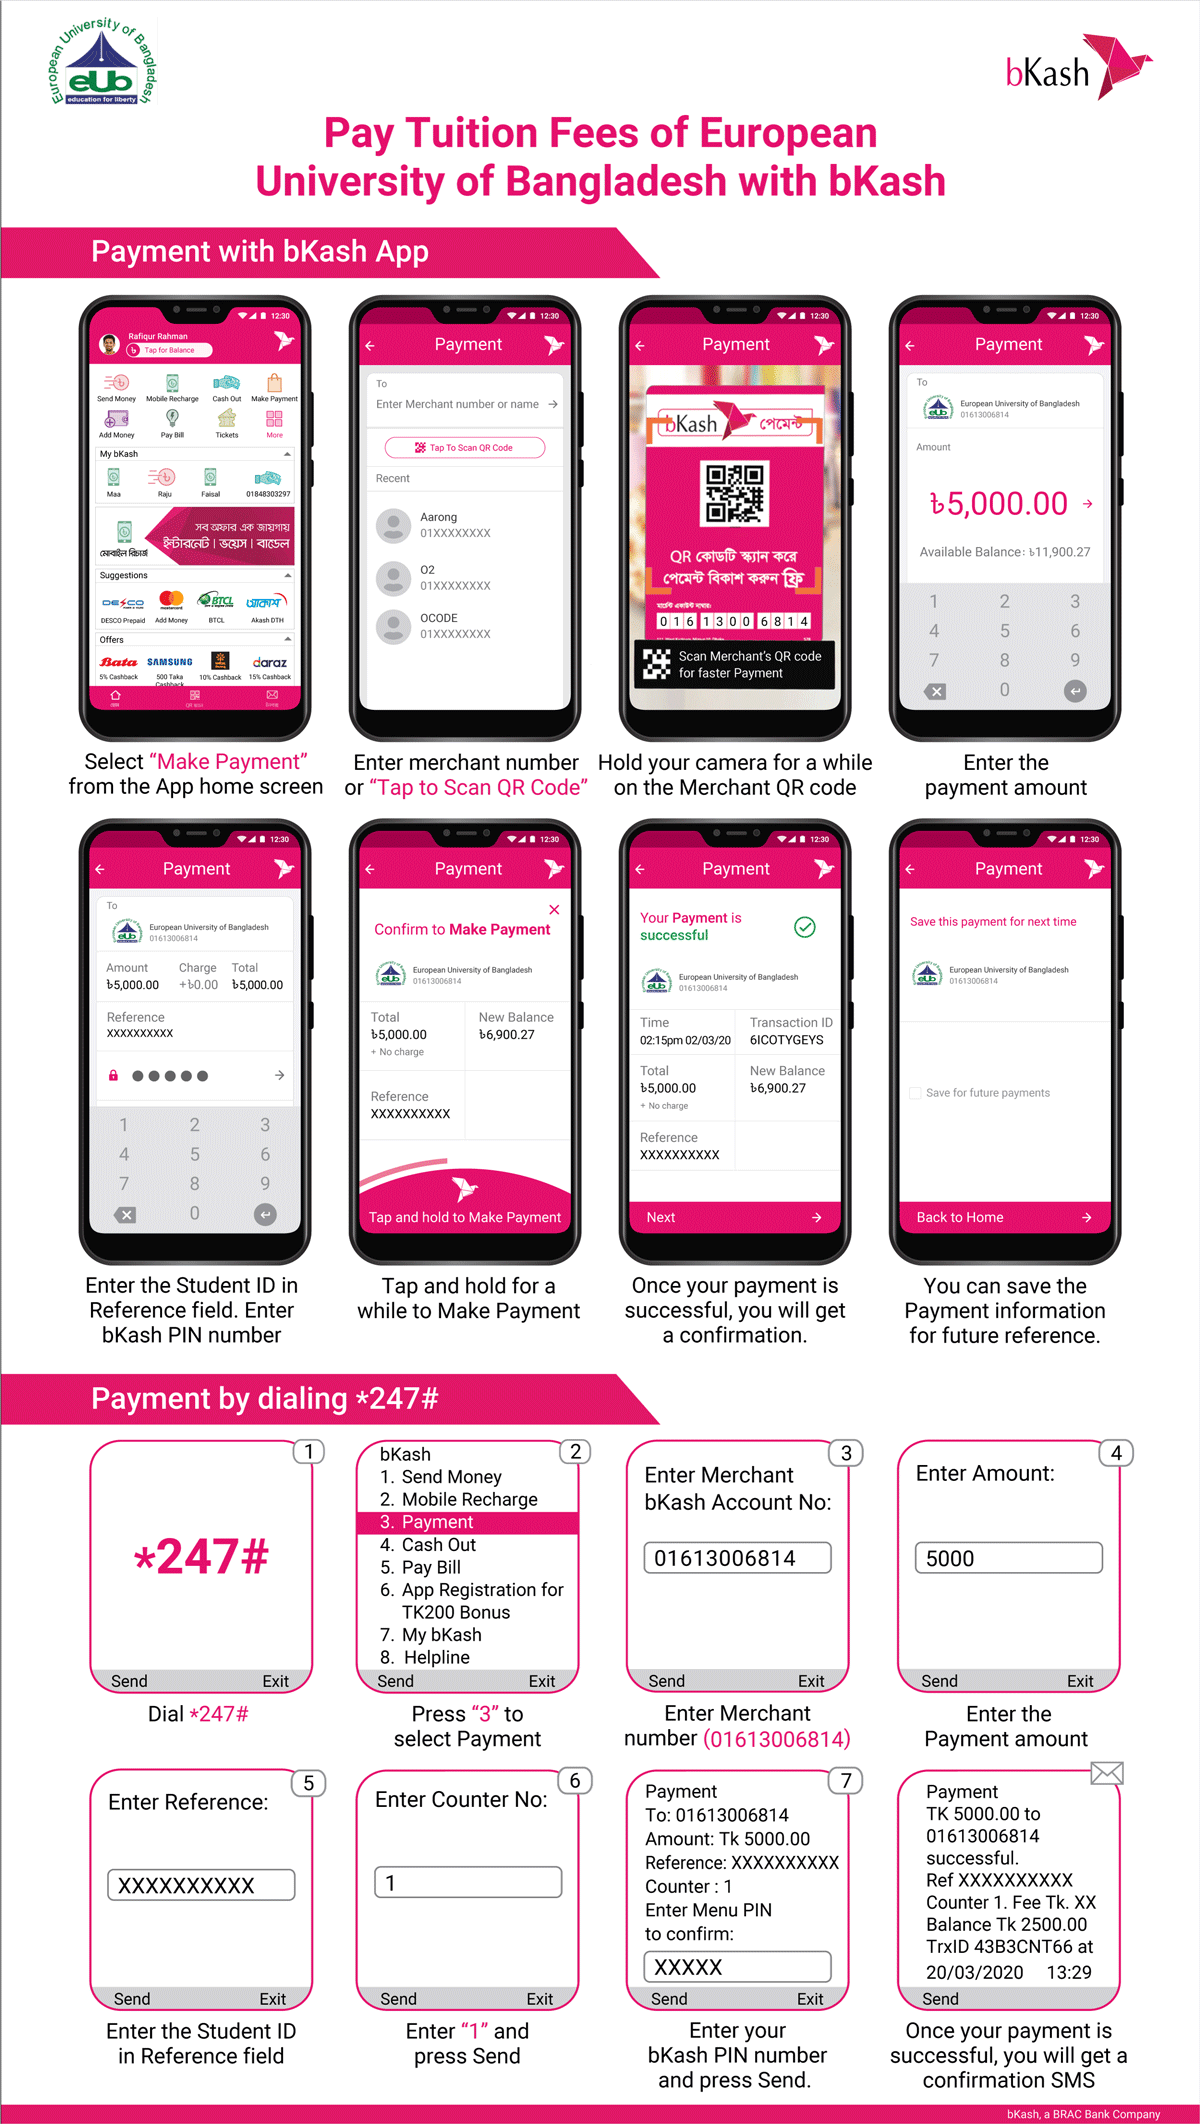 European University of Bangladesh
eUb
education for liberty
bKash
Pay Tuition Fees of European
University of Bangladesh with bKash
Payment with bKash App
12:30
Rafiqur Rahman
৳ Tap for Balance
Send Money Mobile Recharge Cash Out Make Payment
Add Money Pay Bill Tickets More
My bKash
Maa Raju Faisal 01848303297
মোবাইল রিচার্জ
সব অফার এক জায়গায়
ইন্টারনেট | ভয়েস | বান্ডেল
Suggestions
DESCO BTCL আকাশ
DESCO Prepaid Add Money BTCL Akash DTH
Offers
Bata SAMSUNG daraz
5% Cashback 500 Taka Cashback 10% Cashback 15% Cashback
Select “Make Payment”
from the App home screen
12:30
Payment
To
Enter Merchant number or name
Tap To Scan QR Code
Recent
Aarong
01XXXXXXXX
O2
01XXXXXXXX
OCODE
01XXXXXXXX
Enter merchant number
or “Tap to Scan QR Code”
12:30
Payment
bKash পেমেন্ট
QR কোডটি স্ক্যান করে
পেমেন্ট বিকাশ করুন ফ্রি
মার্চেন্ট একাউন্ট নাম্বার:
01613006814
Scan Merchant’s QR code
for faster Payment
Hold your camera for a while
on the Merchant QR code
12:30
Payment
To
eUb
European University of Bangladesh
01613006814
Amount
৳5,000.00
Available Balance: ৳11,900.27
1 2 3
4 5 6
7 8 9
0
Enter the
payment amount
12:30
Payment
To
eUb
European University of Bangladesh
01613006814
Amount Charge Total
৳5,000.00 +৳0.00 ৳5,000.00
Reference
XXXXXXXXXX
1 2 3
4 5 6
7 8 9
0
Enter the Student ID in
Reference field. Enter
bKash PIN number
12:30
Payment
Confirm to Make Payment
eUb
European University of Bangladesh
01613006814
Total New Balance
৳5,000.00 ৳6,900.27
+ No charge
Reference
XXXXXXXXXX
Tap and hold to Make Payment
Tap and hold for a
while to Make Payment
12:30
Payment
Your Payment is
successful
eUb
European University of Bangladesh
01613006814
Time Transaction ID
02:15pm 02/03/20 6ICOTYGEYS
Total New Balance
৳5,000.00 ৳6,900.27
+ No charge
Reference
XXXXXXXXXX
Next
Once your payment is
successful, you will get
a confirmation.
12:30
Payment
Save this payment for next time
eUb
European University of Bangladesh
01613006814
Save for future payments
Back to Home
You can save the
Payment information
for future reference.
Payment by dialing *247#
1
*247#
Send Exit
Dial *247#
2
bKash
1. Send Money
2. Mobile Recharge
3. Payment
4. Cash Out
5. Pay Bill
6. App Registration for
TK200 Bonus
7. My bKash
8. Helpline
Send Exit
Press “3” to
select Payment
3
Enter Merchant
bKash Account No:
01613006814
Send Exit
Enter Merchant
number (01613006814)
4
Enter Amount:
5000
Send Exit
Enter the
Payment amount
5
Enter Reference:
XXXXXXXXXX
Send Exit
Enter the Student ID
in Reference field
6
Enter Counter No:
1
Send Exit
Enter “1” and
press Send
7
Payment
To: 01613006814
Amount: Tk 5000.00
Reference: XXXXXXXXXX
Counter : 1
Enter Menu PIN
to confirm:
XXXXX
Send Exit
Enter your
bKash PIN number
and press Send.
Payment
TK 5000.00 to
01613006814
successful.
Ref XXXXXXXXXX
Counter 1. Fee Tk. XX
Balance Tk 2500.00
TrxID 43B3CNT66 at
20/03/2020 13:29
Send
Once your payment is
successful, you will get a
confirmation SMS
bKash, a BRAC Bank Company